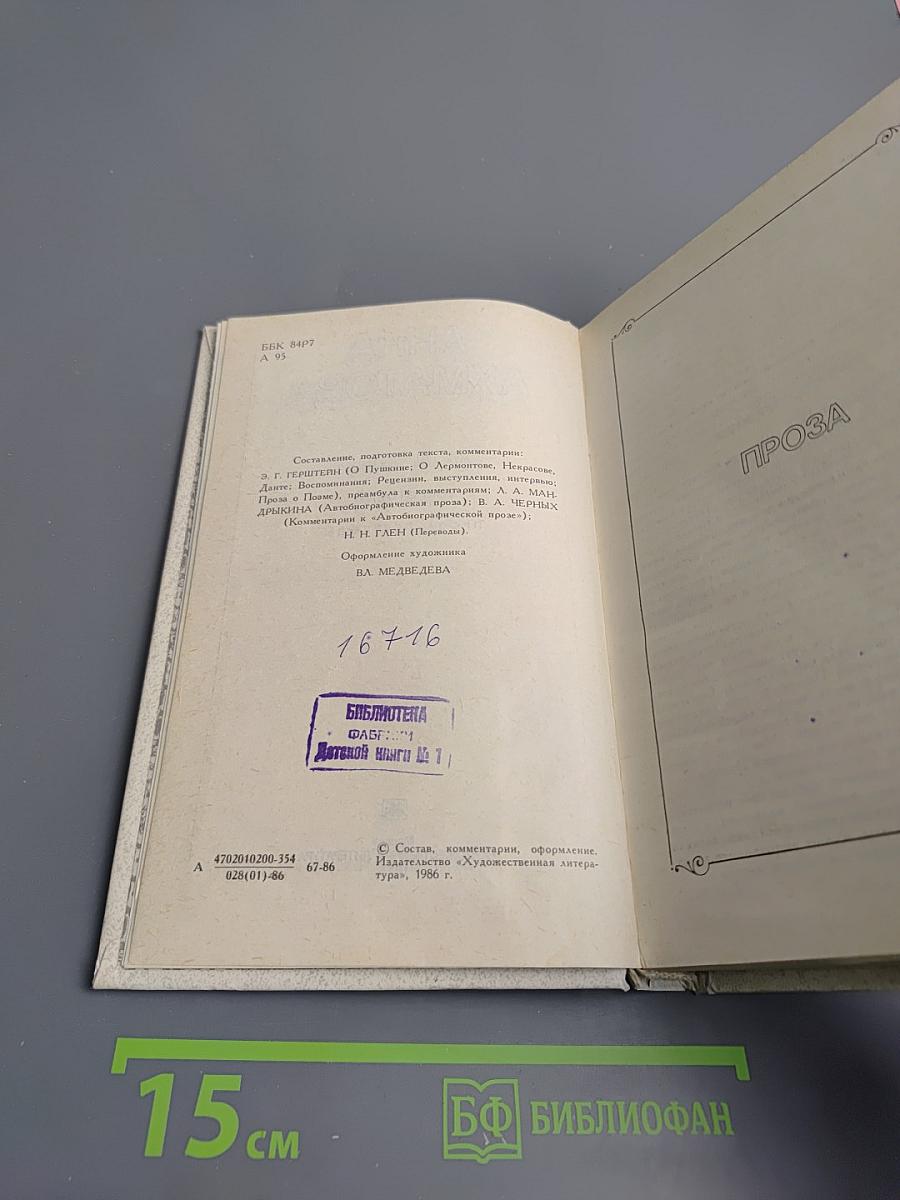 ББК 84Р7
А 95
Составление, подготовка текста, комментарии:
Э. Г. ГЕРШТЕЙН (О Пушкине; О Лермонтове, Некрасове,
Данте; Воспоминания; Рецензии, выступления, интервью;
Проза о Поэме), преамбула к комментариям; Л. А. МАН-
ДРЫКИНА (Автобиографическая проза); В. А. ЧЕРНЫХ
(Комментарии к «Автобиографической прозе»);
Н. Н. ГЛЕН (Переводы).
Оформление художника
ВЛ. МЕДВЕДЕВА
16716
БИБЛИОТЕКА
ФАБРИКИ
Детской книги № 1
А 4702010200-354 67-86
028(01)-86
© Состав, комментарии, оформление.
Издательство «Художественная литера-
тура», 1986 г.
ПРОЗА
15 см
БФ БИБЛИОФАН